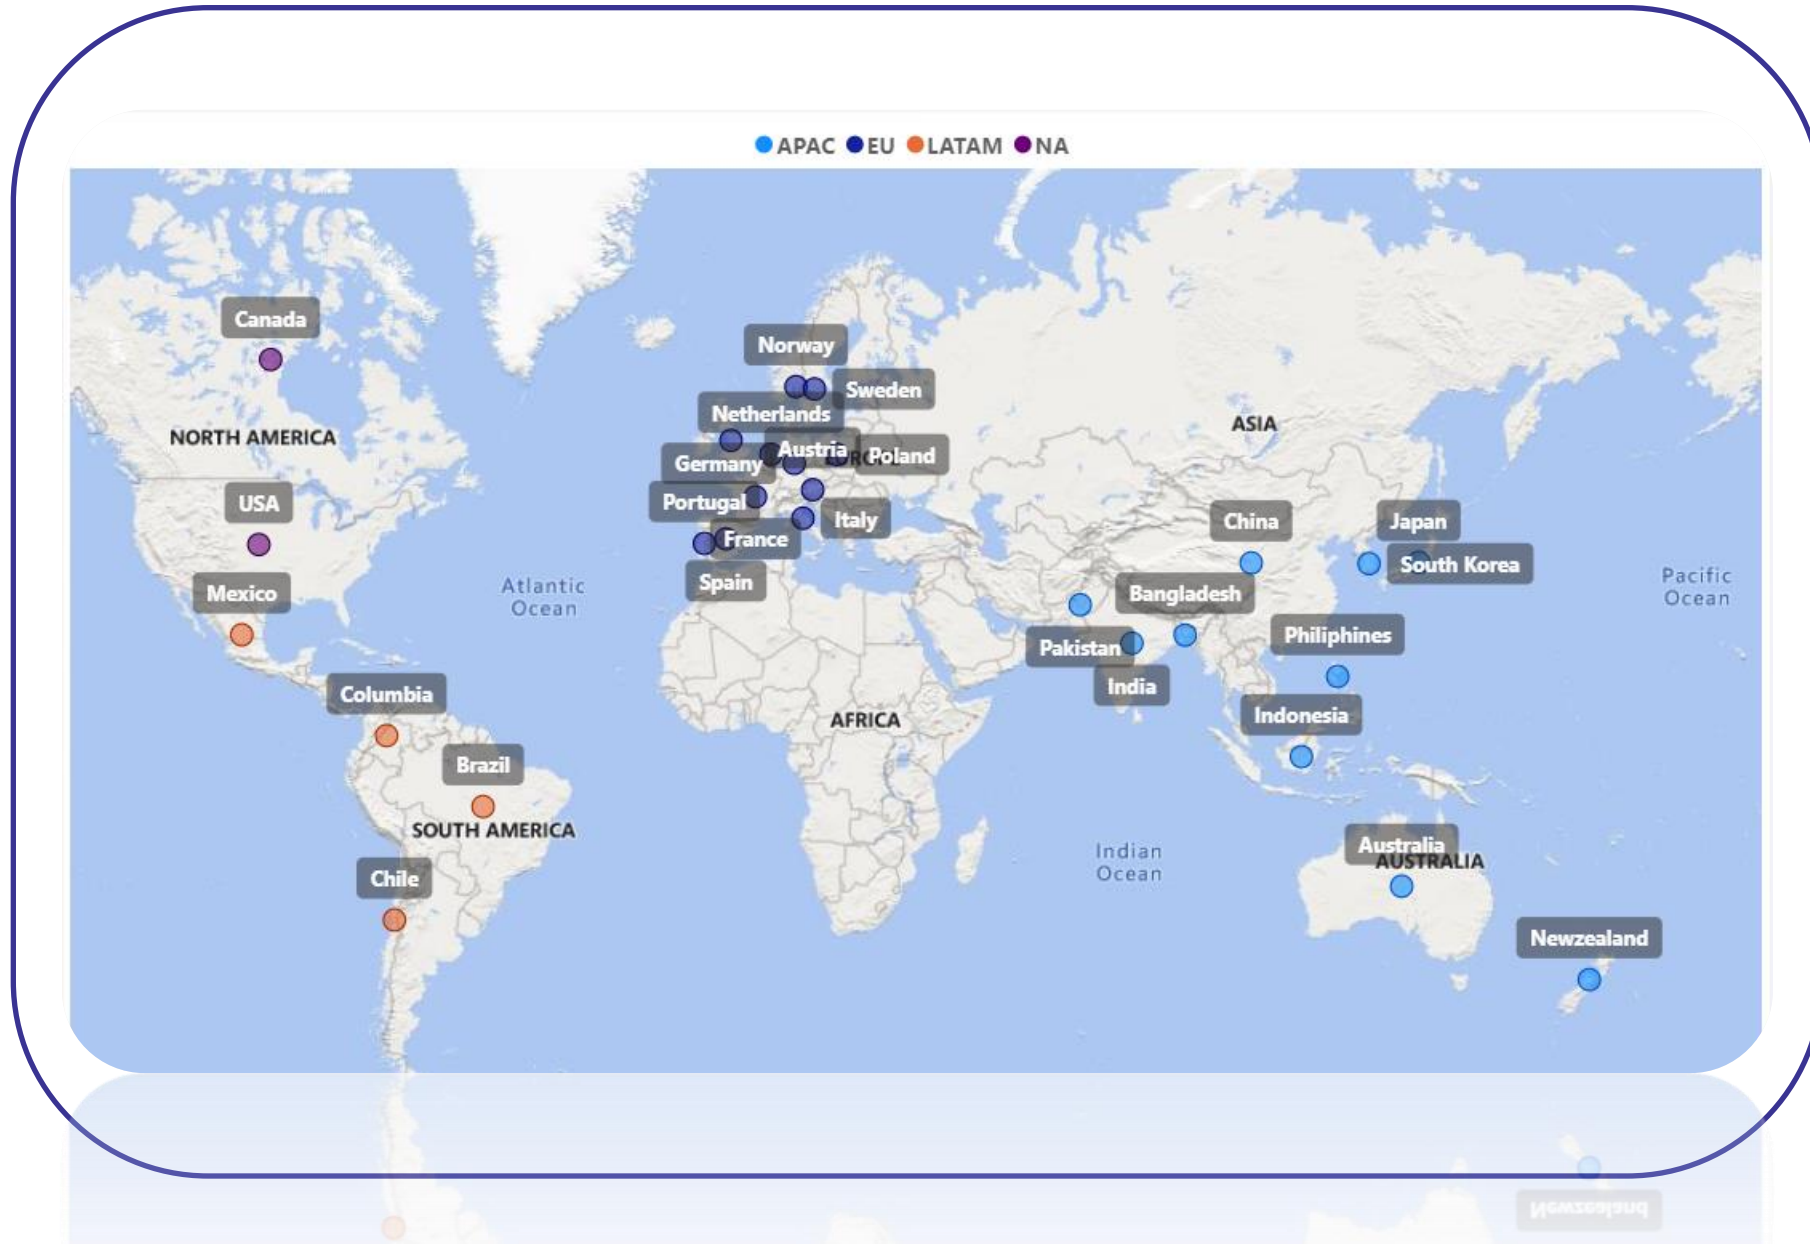 APAC EU LATAM NA
Canada
Norway
Sweden
Netherlands
NORTH AMERICA
ASIA
Austria
EUROPE
Poland
Germany
USA
Portugal
Italy
China
Japan
France
South Korea
Spain
Mexico
Atlantic
Ocean
Bangladesh
Pacific
Ocean
Philiphines
Pakistan
India
Columbia
Indonesia
AFRICA
Brazil
SOUTH AMERICA
Australia
AUSTRALIA
Indian
Ocean
Chile
Newzealand
Newzealand